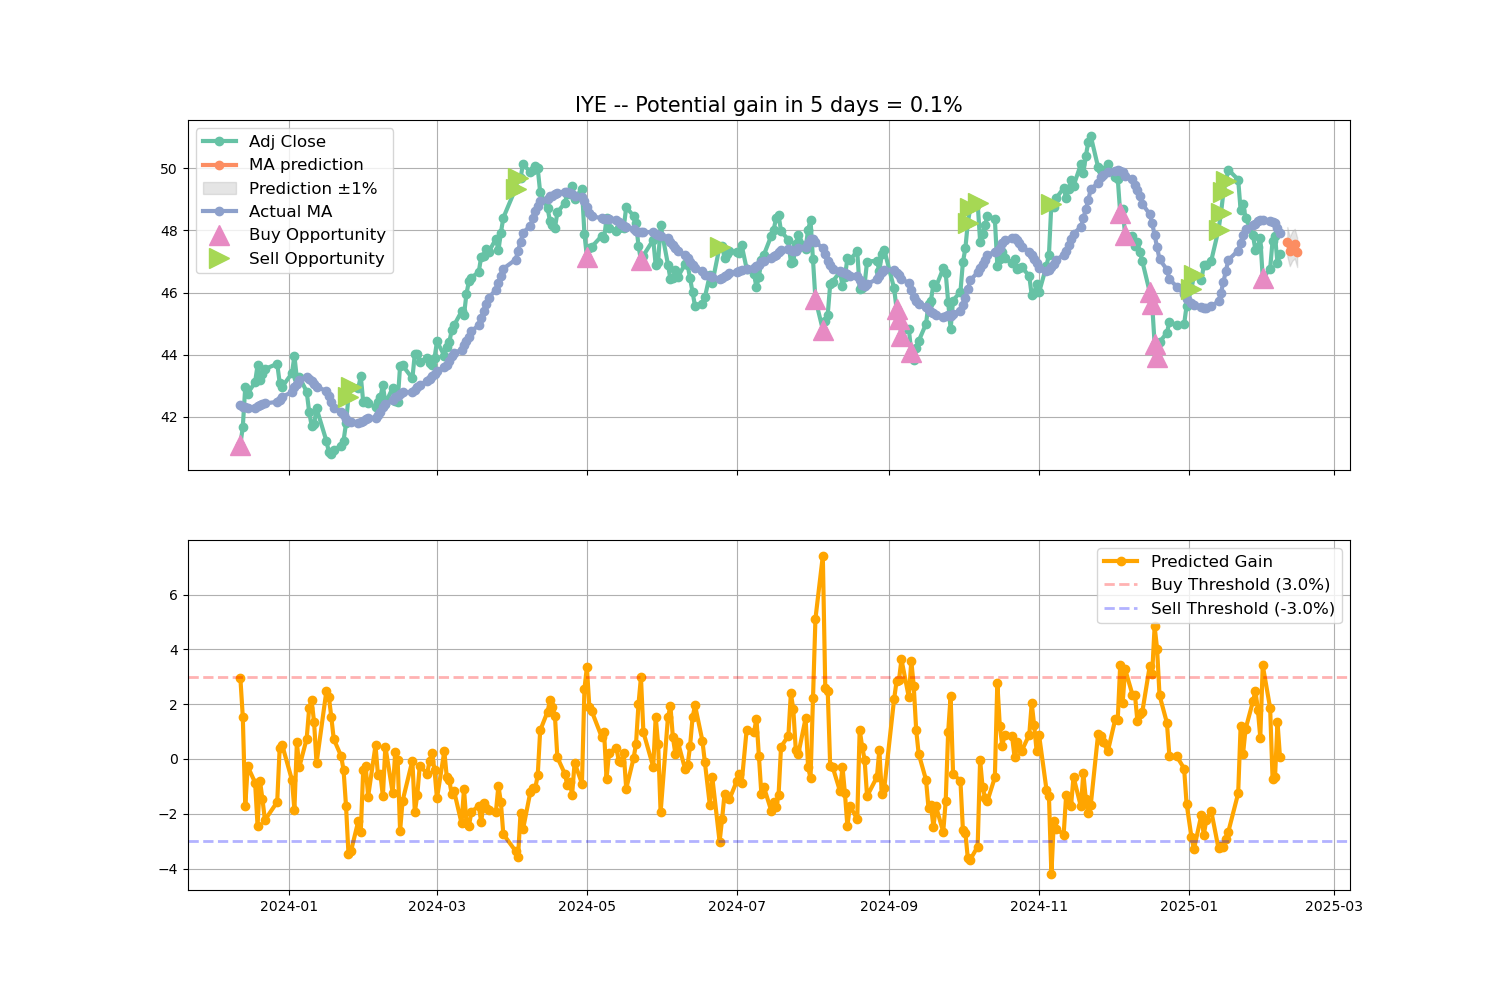 IYE -- Potential gain in 5 days = 0.1%
Adj Close
MA prediction
Prediction ±1%
Actual MA
Buy Opportunity
Sell Opportunity
50
48
46
44
42
Predicted Gain
Buy Threshold (3.0%)
Sell Threshold (-3.0%)
6
4
2
0
−2
−4
2024-01 2024-03 2024-05 2024-07 2024-09 2024-11 2025-01 2025-03